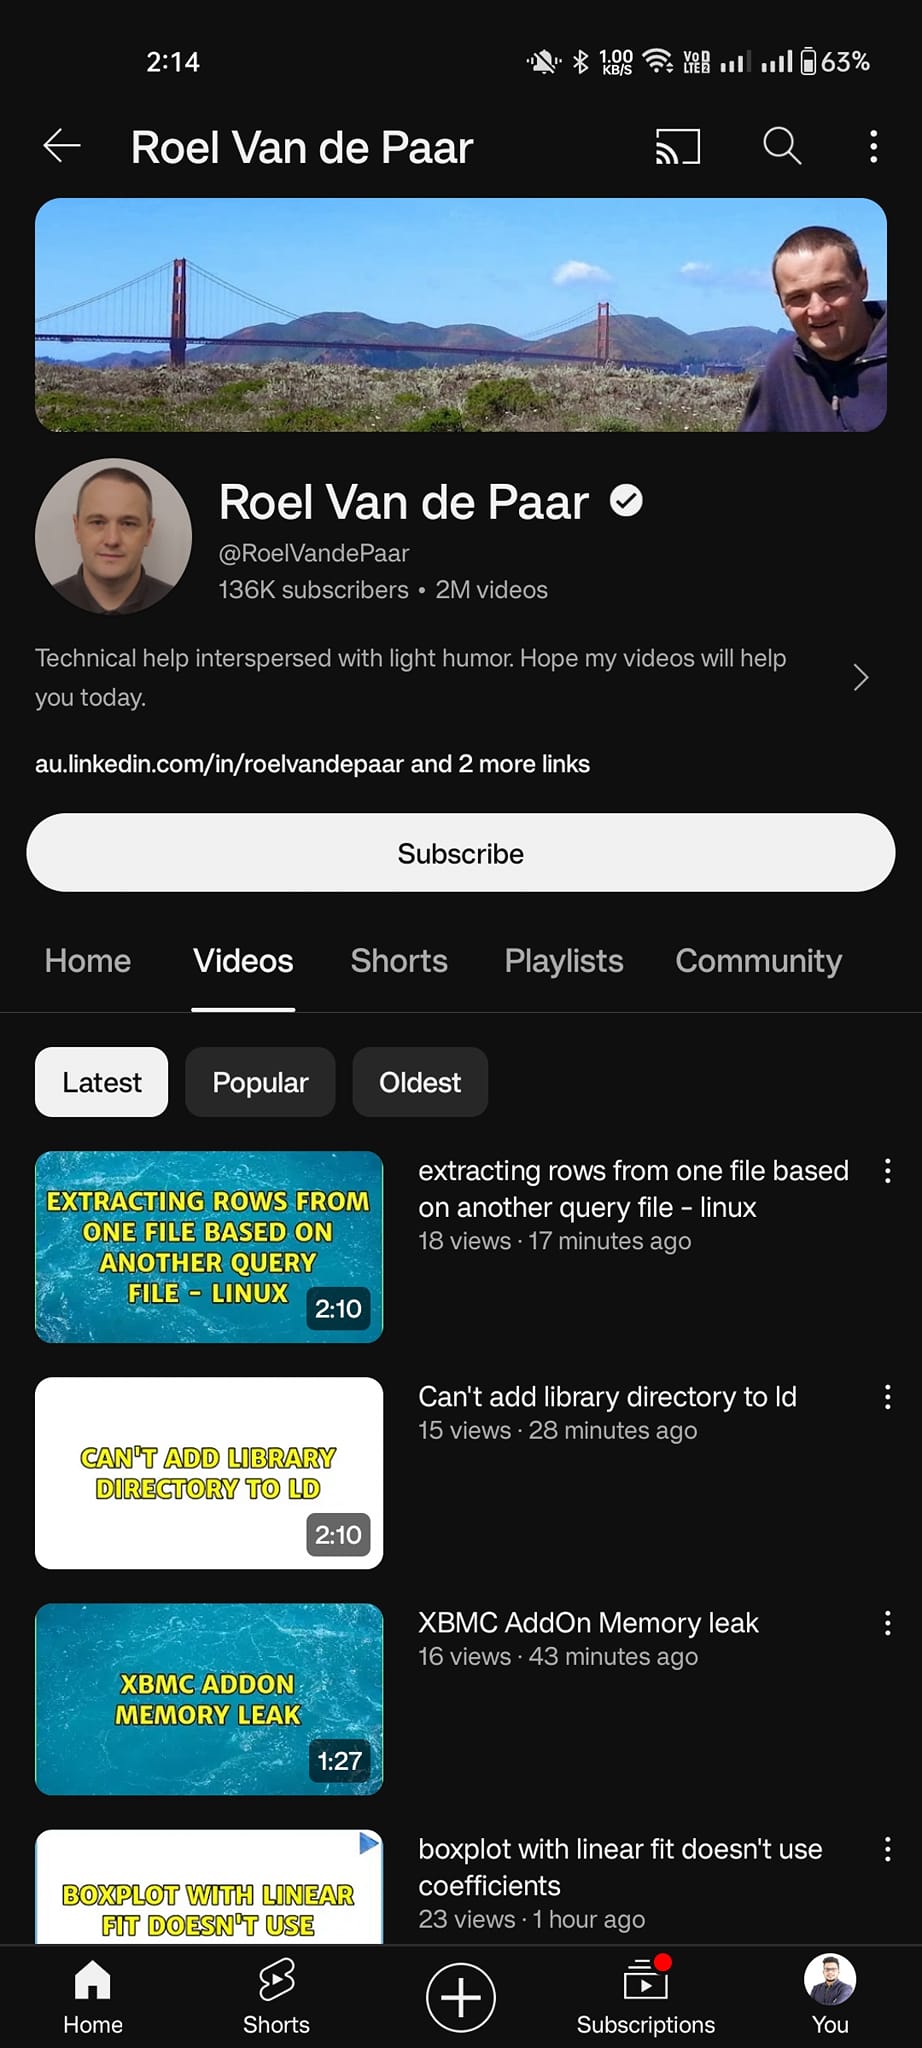 2:14
1.00
KB/S
VoD
LTE2
63%
Roel Van de Paar
Roel Van de Paar
@RoelVandePaar
136K subscribers • 2M videos
Technical help interspersed with light humor. Hope my videos will help
you today.
au.linkedin.com/in/roelvandepaar and 2 more links
Subscribe
Home
Videos
Shorts
Playlists
Community
Latest
Popular
Oldest
EXTRACTING ROWS FROM
ONE FILE BASED ON
ANOTHER QUERY
FILE - LINUX
2:10
extracting rows from one file based
on another query file - linux
18 views · 17 minutes ago
CAN'T ADD LIBRARY
DIRECTORY TO LD
2:10
Can't add library directory to ld
15 views · 28 minutes ago
XBMC ADDON
MEMORY LEAK
1:27
XBMC AddOn Memory leak
16 views · 43 minutes ago
BOXPLOT WITH LINEAR
FIT DOESN'T USE
boxplot with linear fit doesn't use
coefficients
23 views · 1 hour ago
Home
Shorts
Subscriptions
You